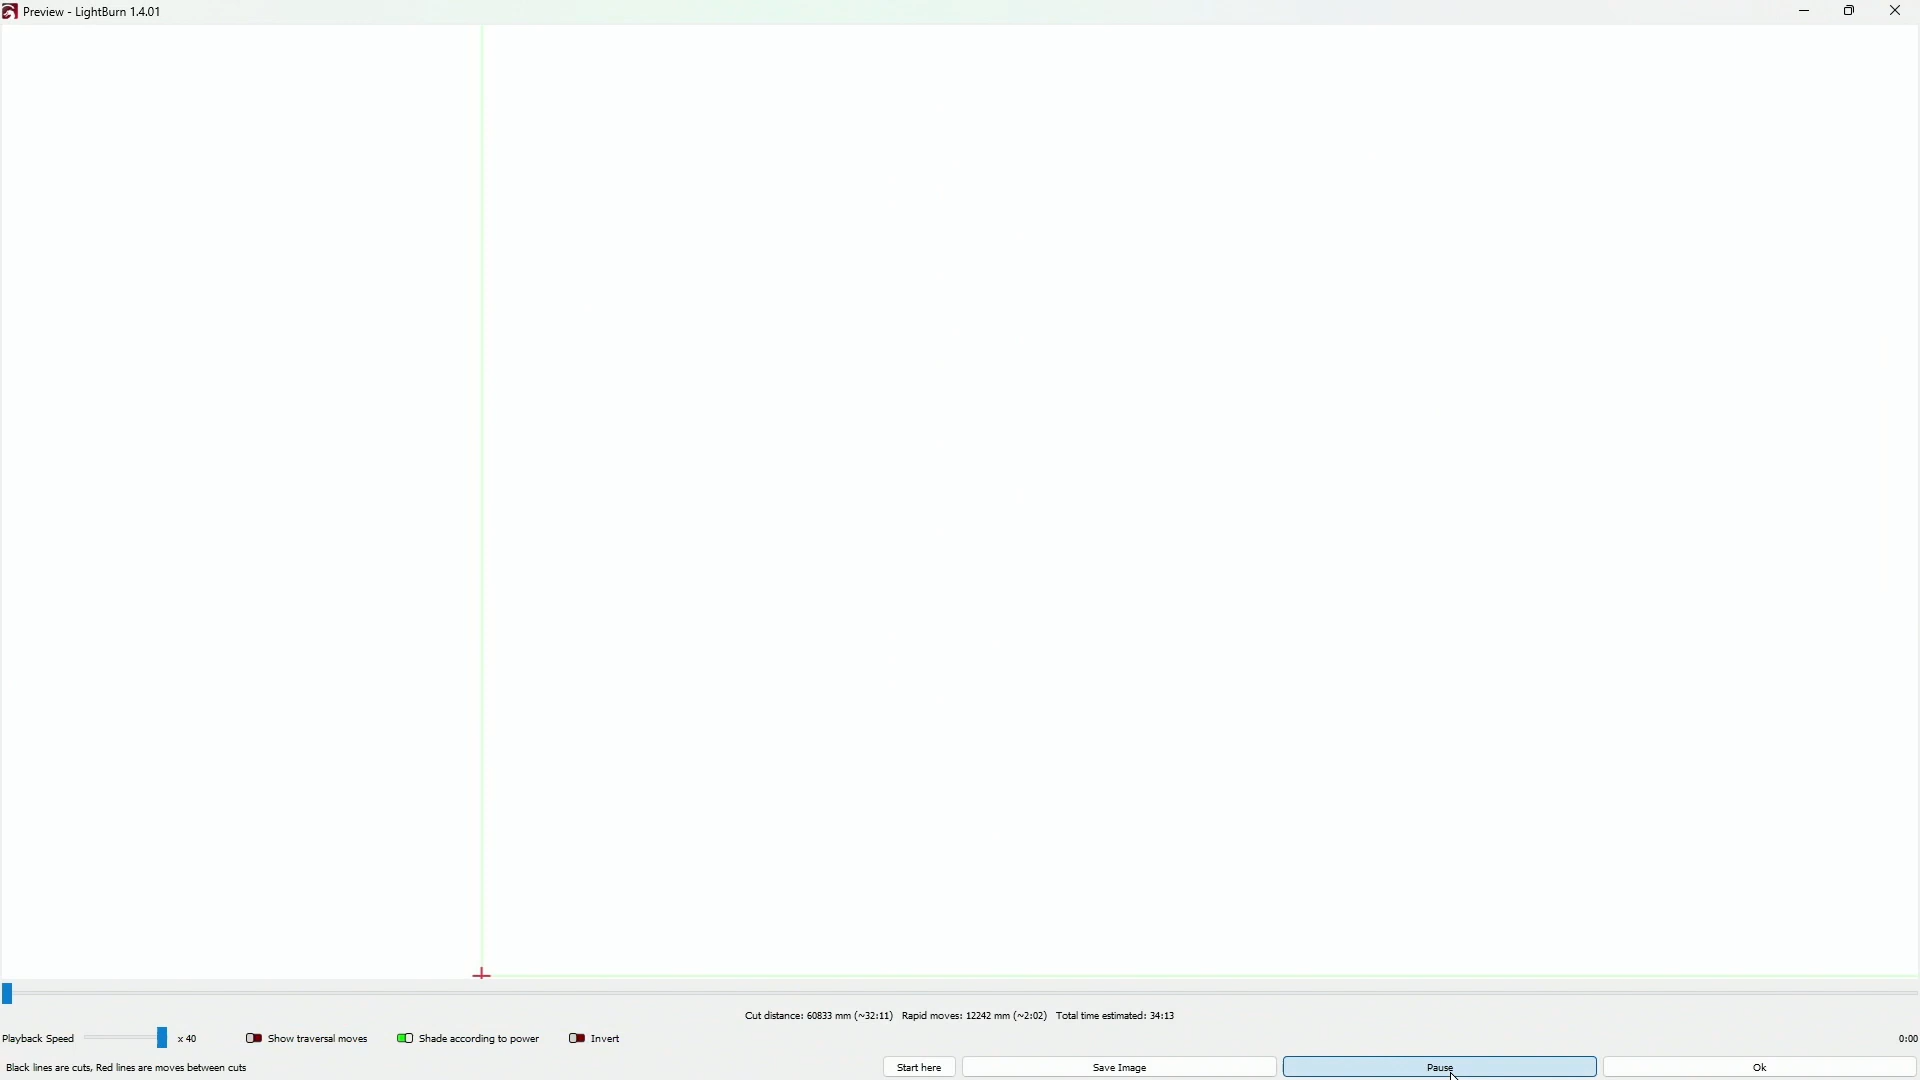 Preview - LightBurn 1.4.01
Cut distance: 60833 mm (~32:11) Rapid moves: 12242 mm (~2:02) Total time estimated: 34:13
Playback Speed x 40 Show traversal moves Shade according to power Invert 0:00
Black lines are cuts, Red lines are moves between cuts Start here Save Image Pause Ok